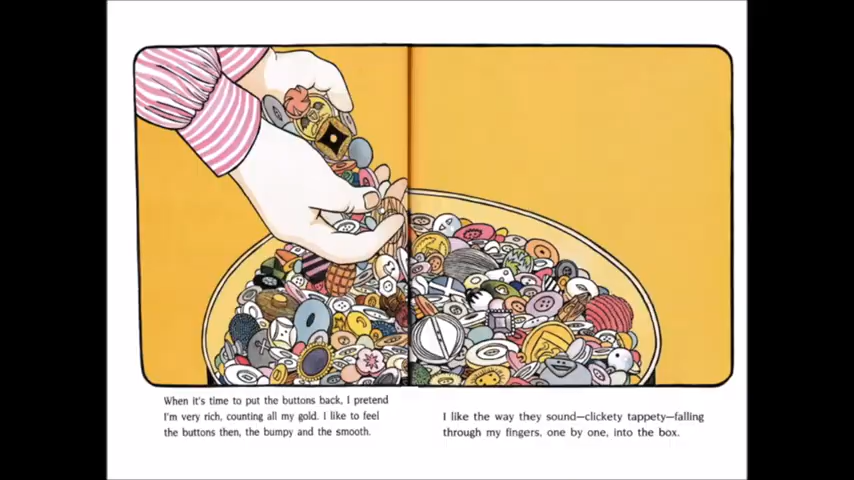 When it's time to put the buttons back, I pretend
I'm very rich, counting all my gold. I like to feel
the buttons then, the bumpy and the smooth.
I like the way they sound—clickety tappety—falling
through my fingers, one by one, into the box.